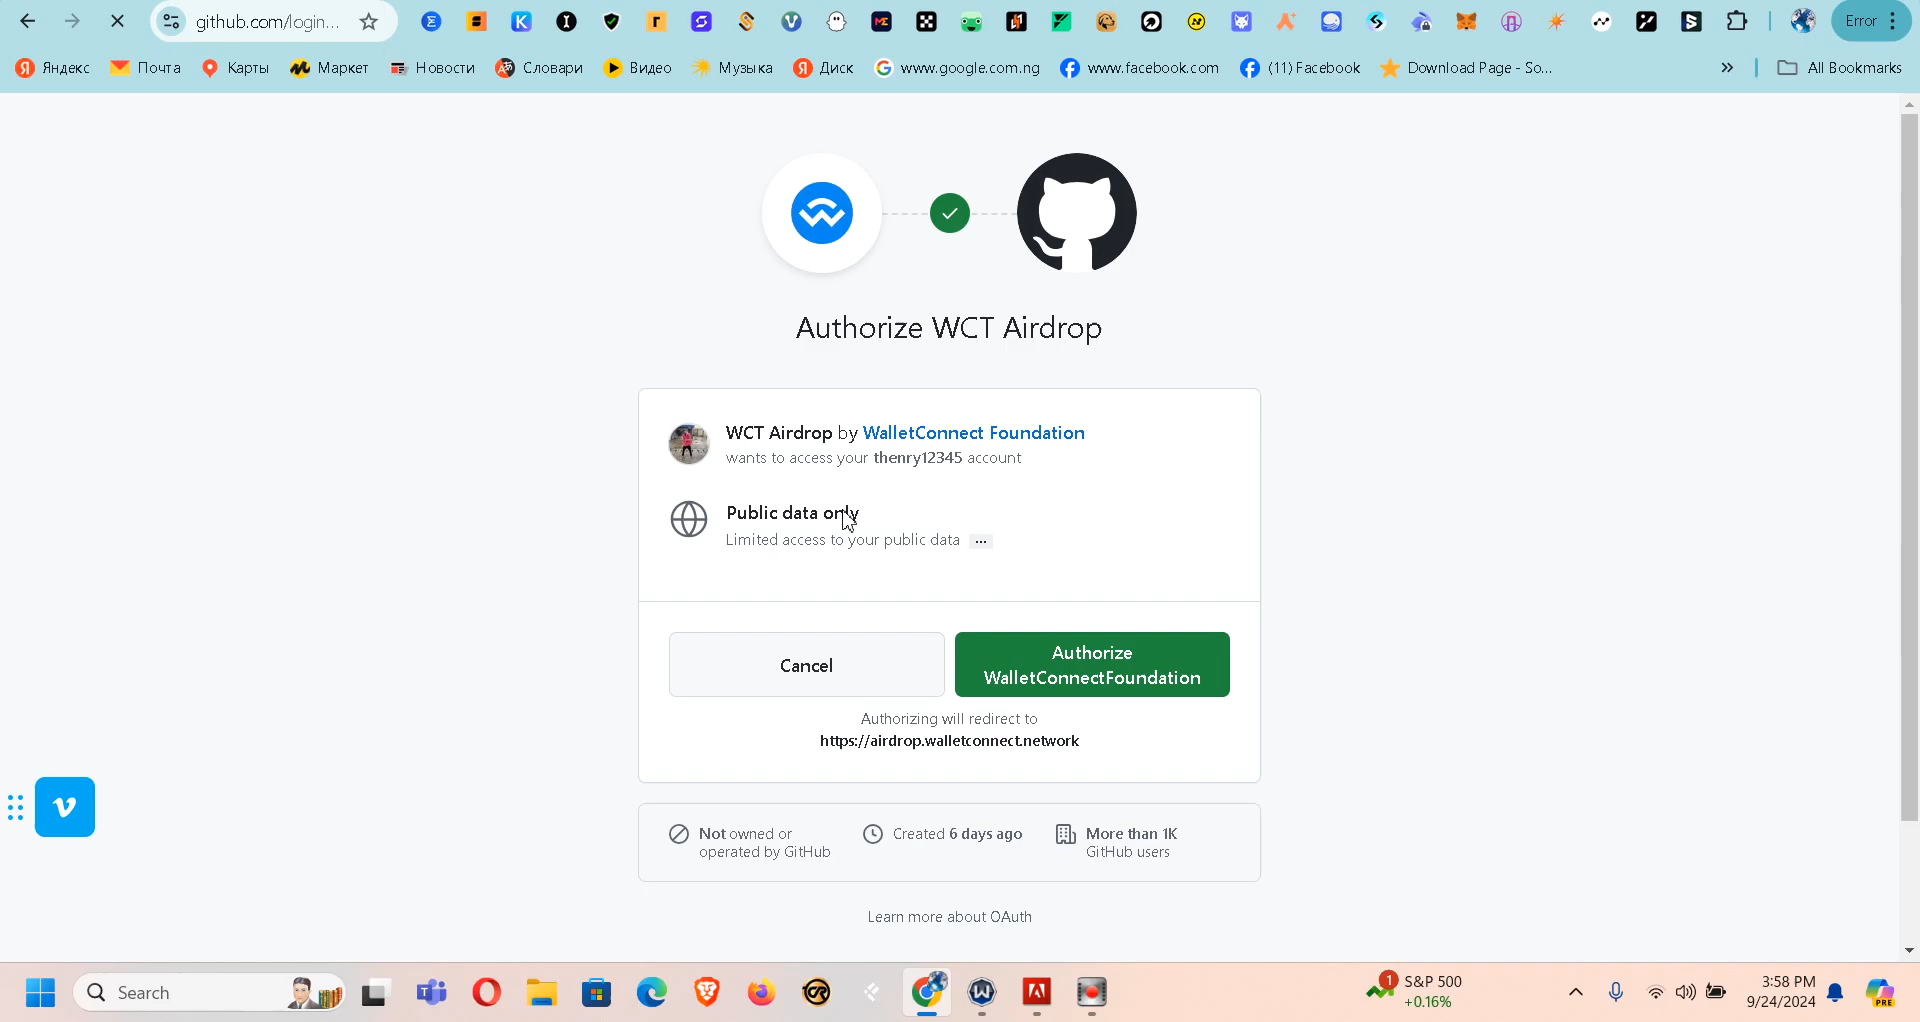 github.com/login...
Error
Яндекс Почта Карты Маркет Новости Словари Видео Музыка Диск www.google.com.ng www.facebook.com (11) Facebook Download Page - So... » All Bookmarks
Authorize WCT Airdrop
WCT Airdrop by WalletConnect Foundation
wants to access your thenry12345 account
Public data only
Limited access to your public data ...
Cancel
Authorize
WalletConnectFoundation
Authorizing will redirect to
https://airdrop.walletconnect.network
Not owned or
operated by GitHub
Created 6 days ago
More than 1K
GitHub users
Learn more about OAuth
Search
1
S&P 500
+0.16%
3:58 PM
9/24/2024
PRE